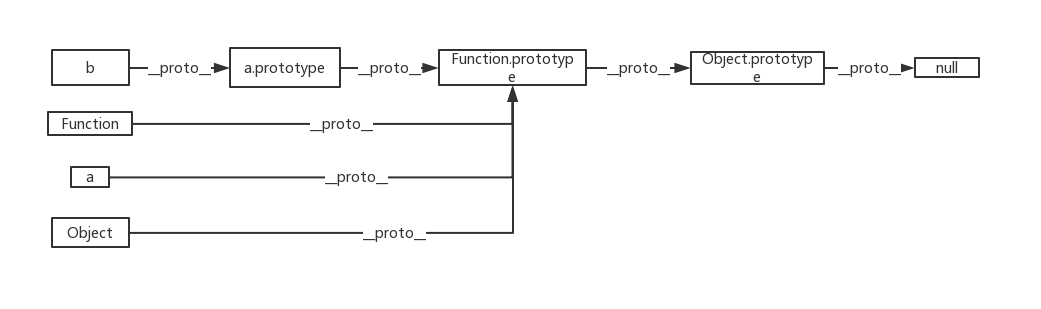 b __proto__ a.prototype __proto__ Function.prototyp
e __proto__ Object.prototyp
e __proto__ null
Function __proto__
a __proto__
Object __proto__